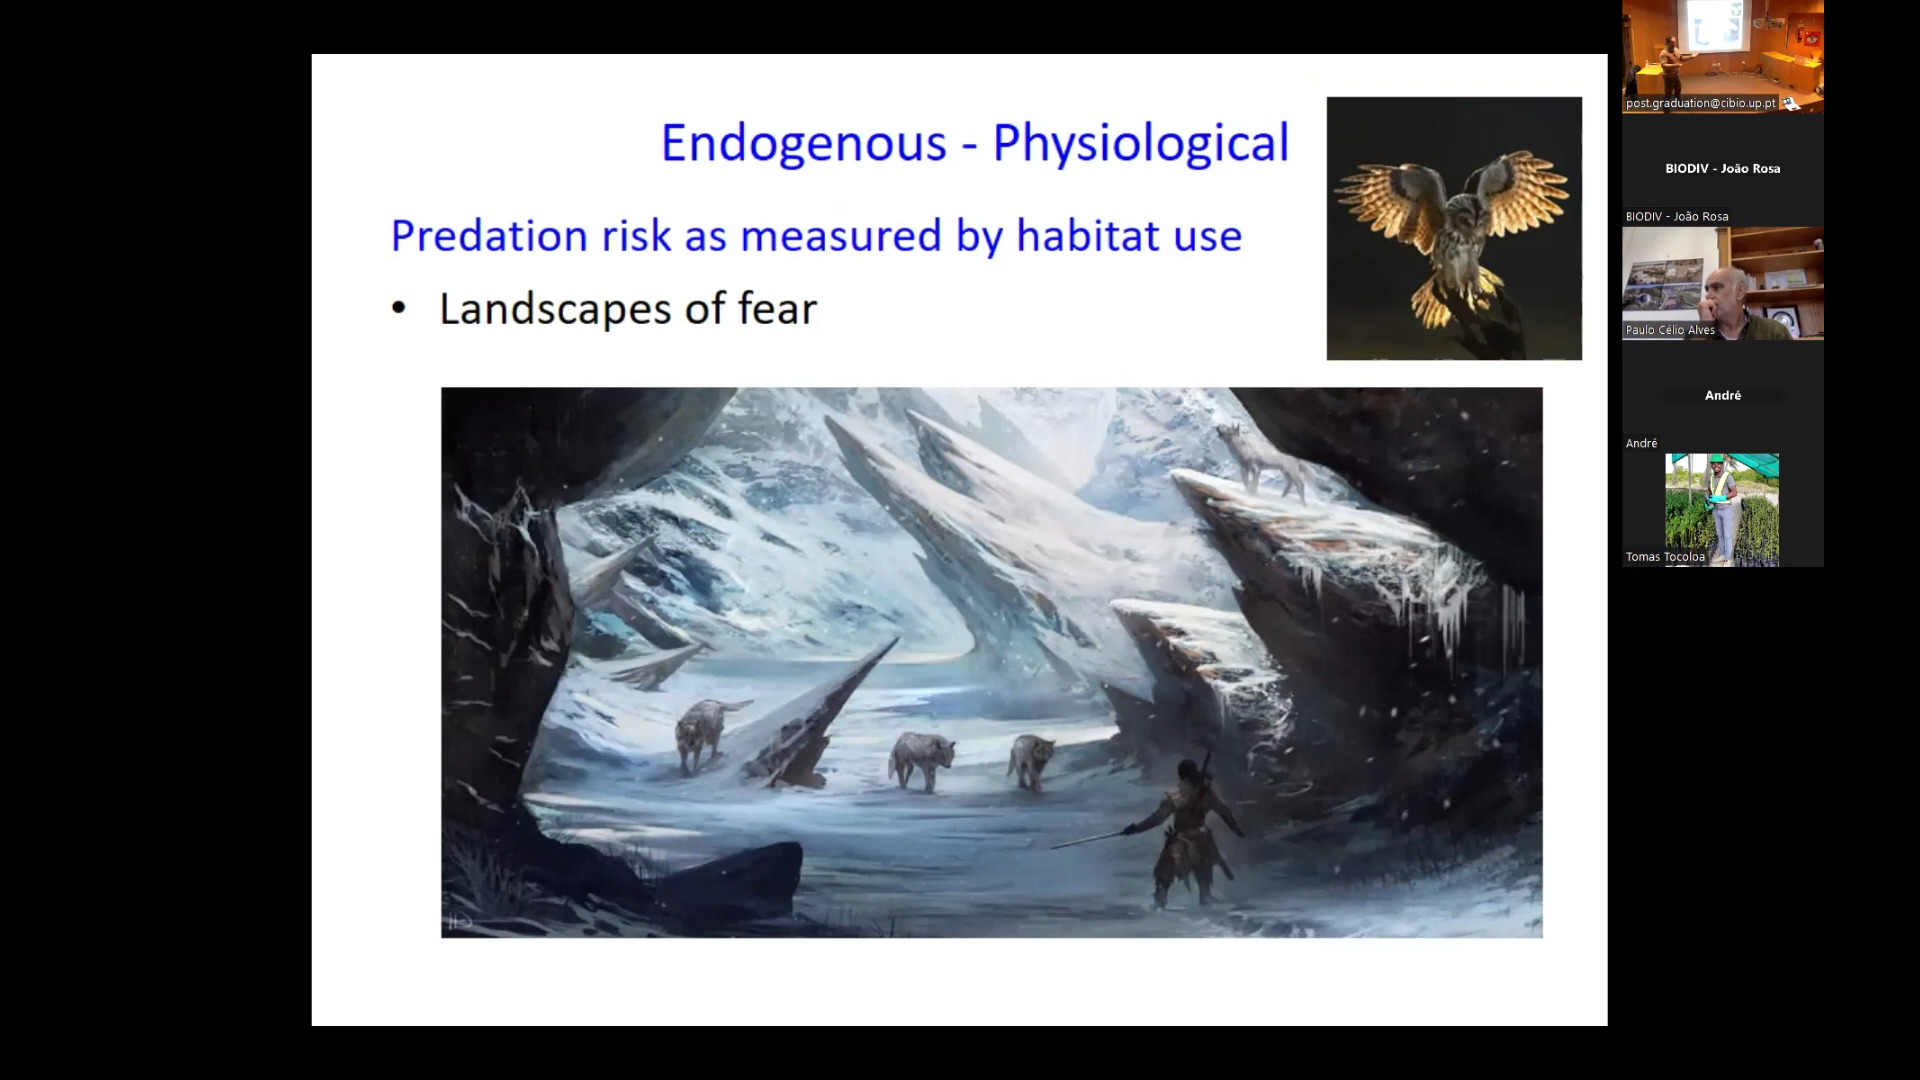 Endogenous - Physiological
Predation risk as measured by habitat use
• Landscapes of fear
post.graduation@cibio.up.pt
BIODIV - João Rosa
BIODIV - João Rosa
Paulo Célio Alves
André
André
Tomas Tocoloa